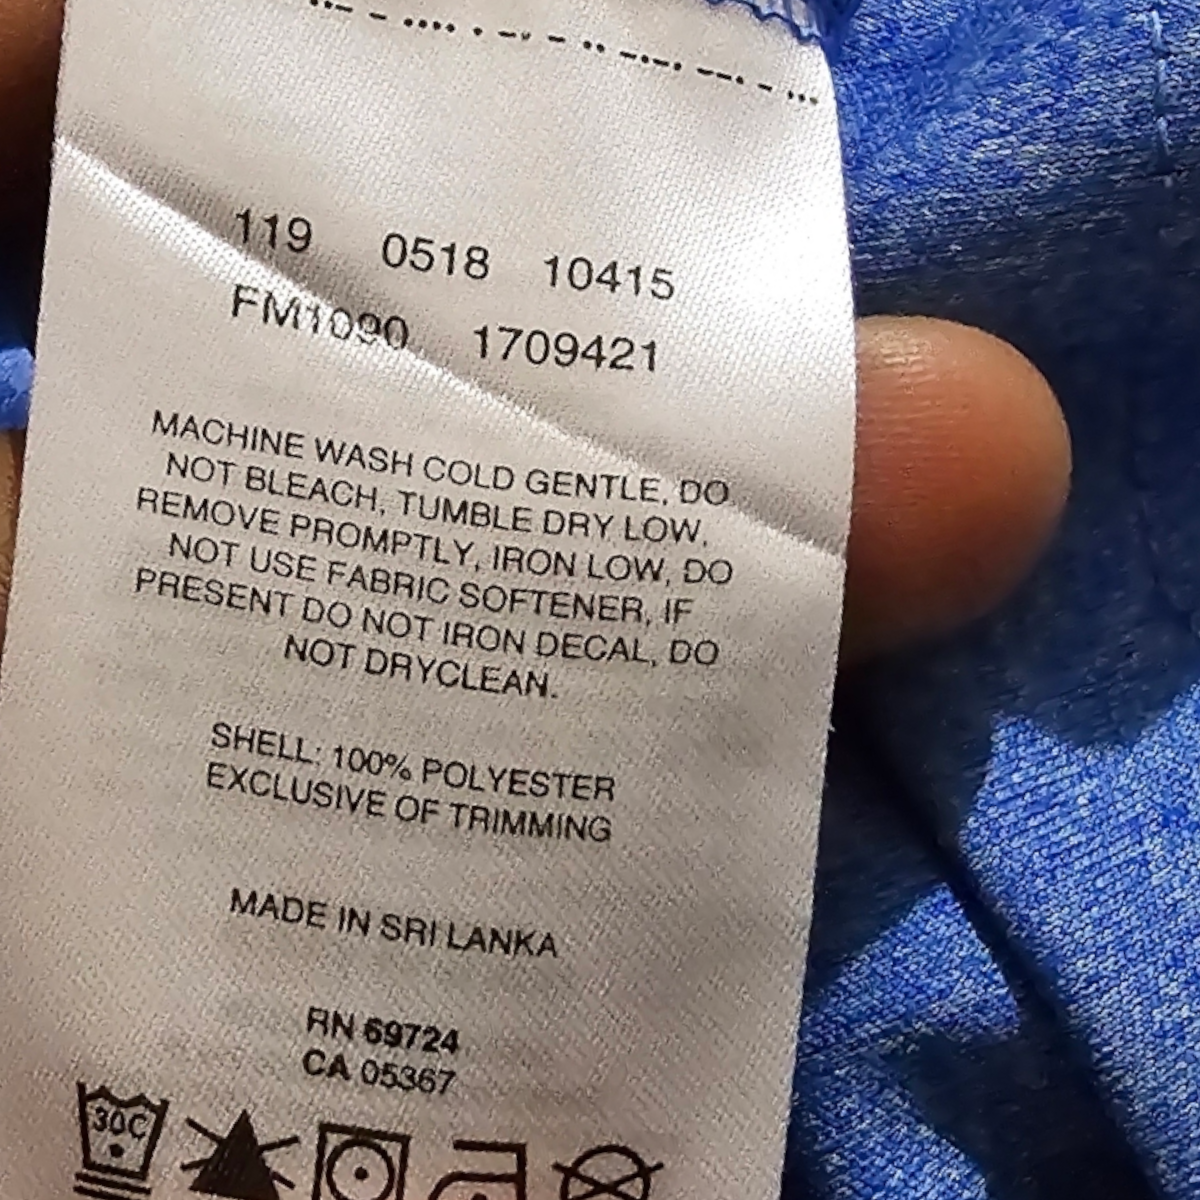 119 0518 10415
FM1090 1709421
MACHINE WASH COLD GENTLE, DO
NOT BLEACH, TUMBLE DRY LOW,
REMOVE PROMPTLY, IRON LOW, DO
NOT USE FABRIC SOFTENER, IF
PRESENT DO NOT IRON DECAL, DO
NOT DRYCLEAN.
SHELL: 100% POLYESTER
EXCLUSIVE OF TRIMMING
MADE IN SRI LANKA
RN 69724
CA 05367
30C